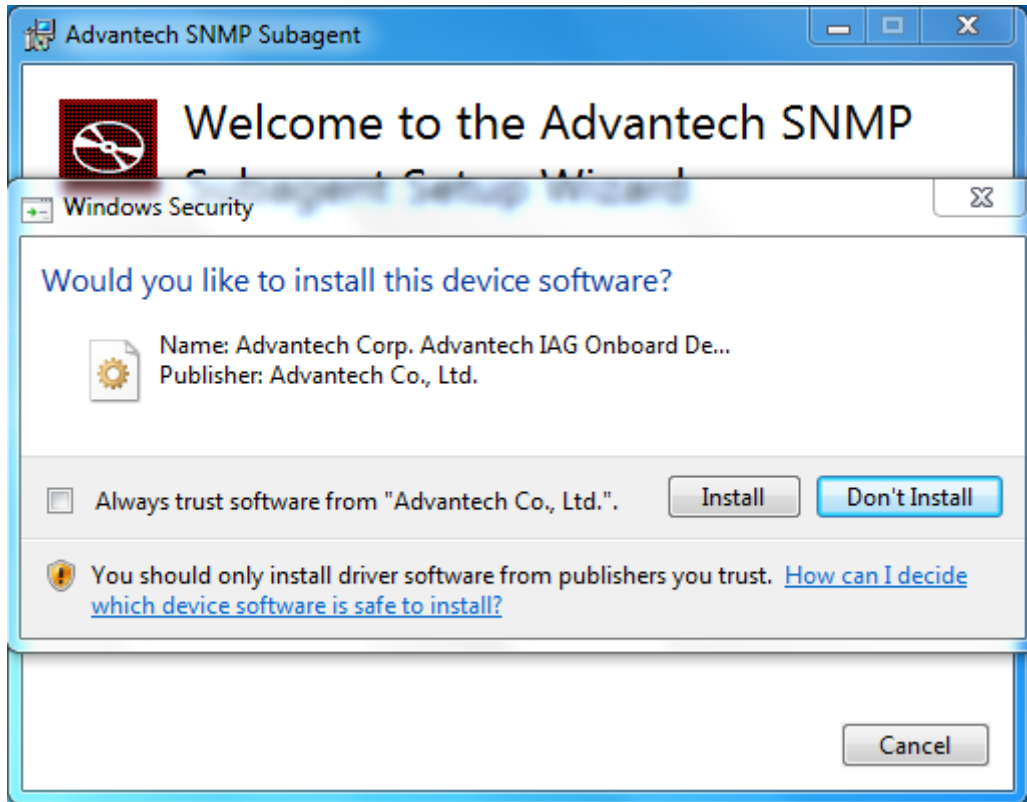 Advantech SNMP Subagent
Welcome to the Advantech SNMP
Subagent Setup Wizard
Windows Security
Would you like to install this device software?
Name: Advantech Corp. Advantech IAG Onboard De...
Publisher: Advantech Co., Ltd.
Always trust software from "Advantech Co., Ltd.".
Install
Don't Install
You should only install driver software from publishers you trust. How can I decide
which device software is safe to install?
Cancel